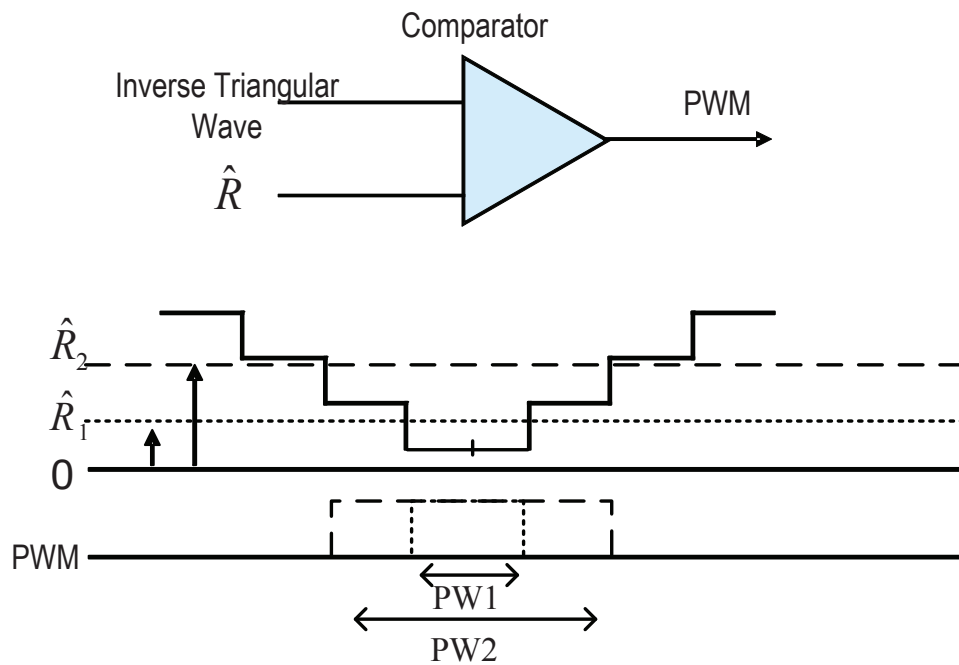 Comparator
Inverse Triangular
Wave
PWM
R̂
R̂₂
R̂₁
0
PWM
PW1
PW2